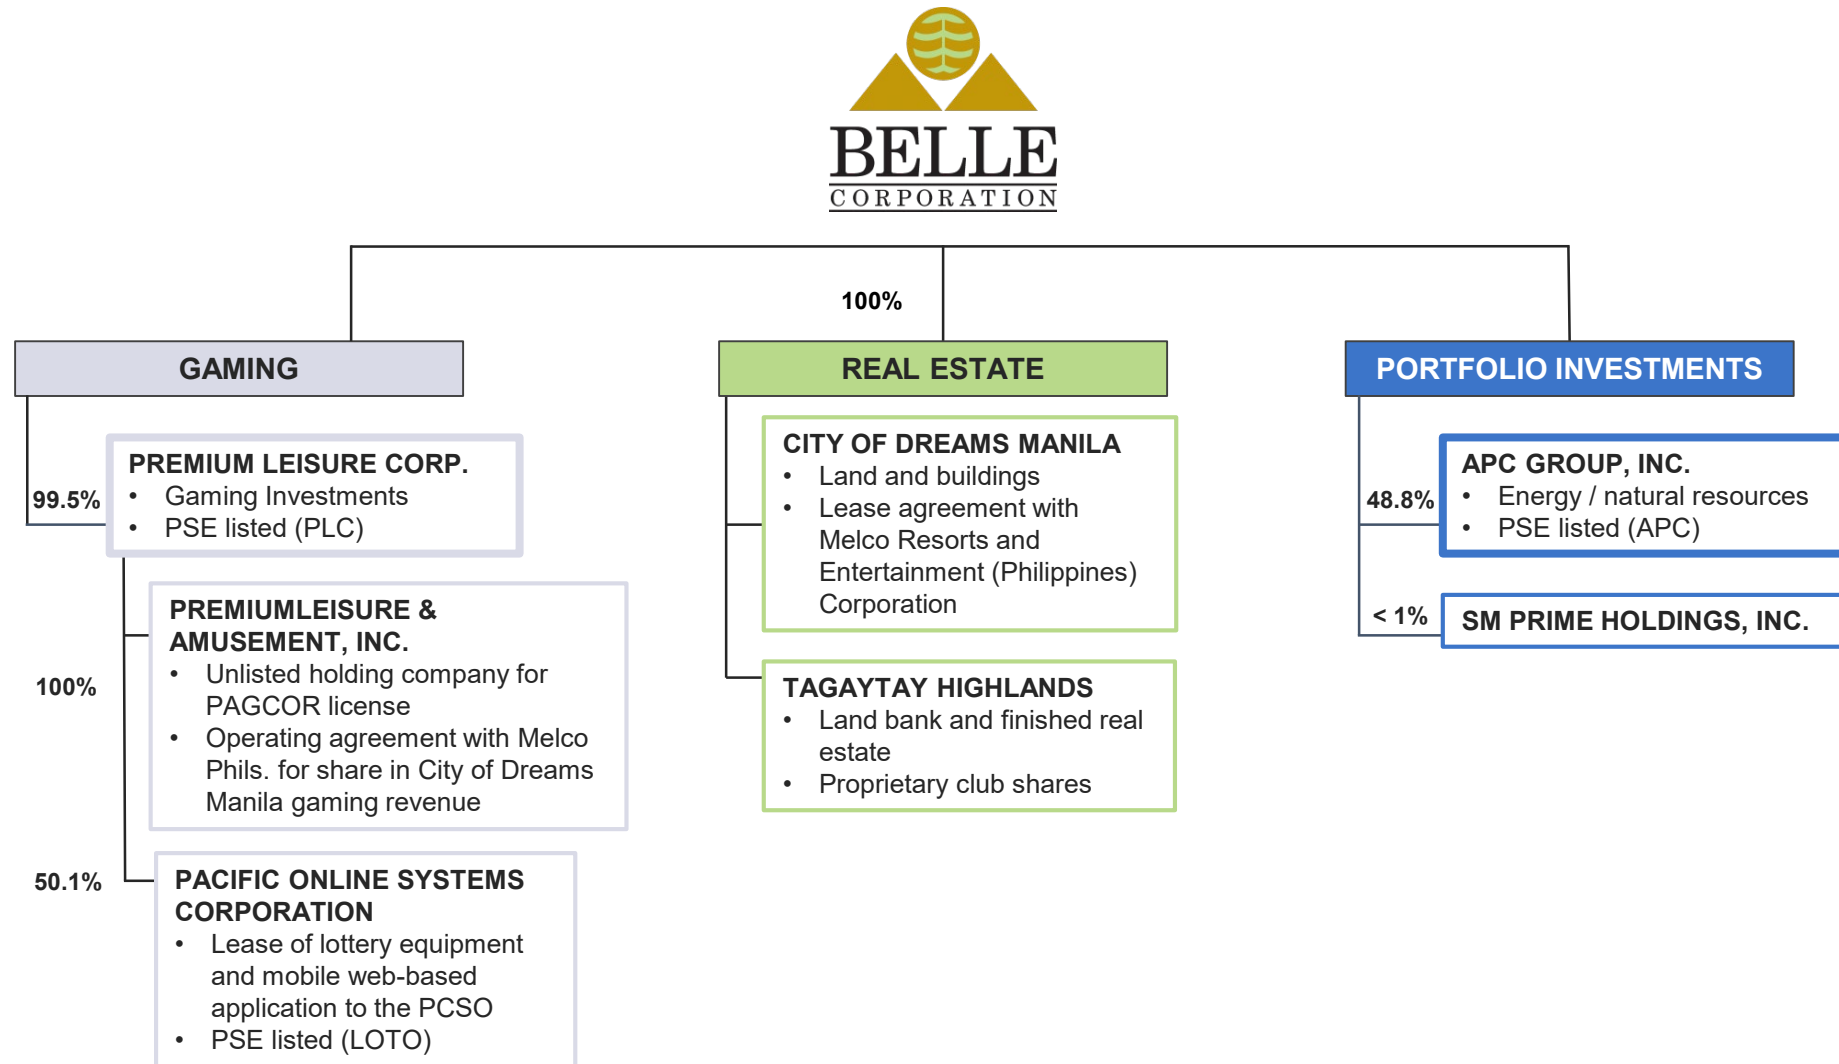 BELLE
CORPORATION
100%
GAMING
99.5%
PREMIUM LEISURE CORP.
• Gaming Investments
• PSE listed (PLC)
100%
PREMIUMLEISURE &
AMUSEMENT, INC.
• Unlisted holding company for
PAGCOR license
• Operating agreement with Melco
Phils. for share in City of Dreams
Manila gaming revenue
50.1%
PACIFIC ONLINE SYSTEMS
CORPORATION
• Lease of lottery equipment
and mobile web-based
application to the PCSO
• PSE listed (LOTO)
REAL ESTATE
CITY OF DREAMS MANILA
• Land and buildings
• Lease agreement with
Melco Resorts and
Entertainment (Philippines)
Corporation
TAGAYTAY HIGHLANDS
• Land bank and finished real
estate
• Proprietary club shares
PORTFOLIO INVESTMENTS
48.8%
APC GROUP, INC.
• Energy / natural resources
• PSE listed (APC)
< 1%
SM PRIME HOLDINGS, INC.